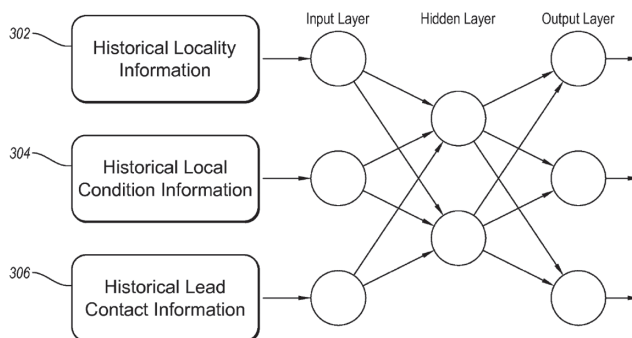 302
Historical Locality
Information
304
Historical Local
Condition Information
306
Historical Lead
Contact Information
Input Layer
Hidden Layer
Output Layer